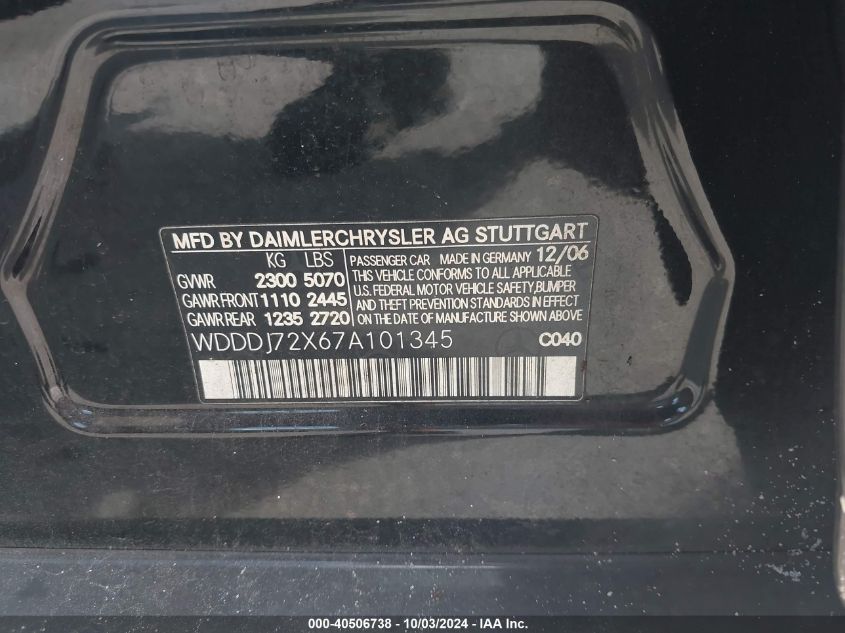 MFD BY DAIMLERCHRYSLER AG STUTTGART
KG LBS
GVWR 2300 5070
GAWR FRONT 1110 2445
GAWR REAR 1235 2720
PASSENGER CAR MADE IN GERMANY 12/06
THIS VEHICLE CONFORMS TO ALL APPLICABLE
U.S. FEDERAL MOTOR VEHICLE SAFETY,BUMPER
AND THEFT PREVENTION STANDARDS IN EFFECT
ON THE DATE OF MANUFACTURE SHOWN ABOVE.
WDDDJ72X67A101345 C040
000-40506738 - 10/03/2024 - IAA Inc.